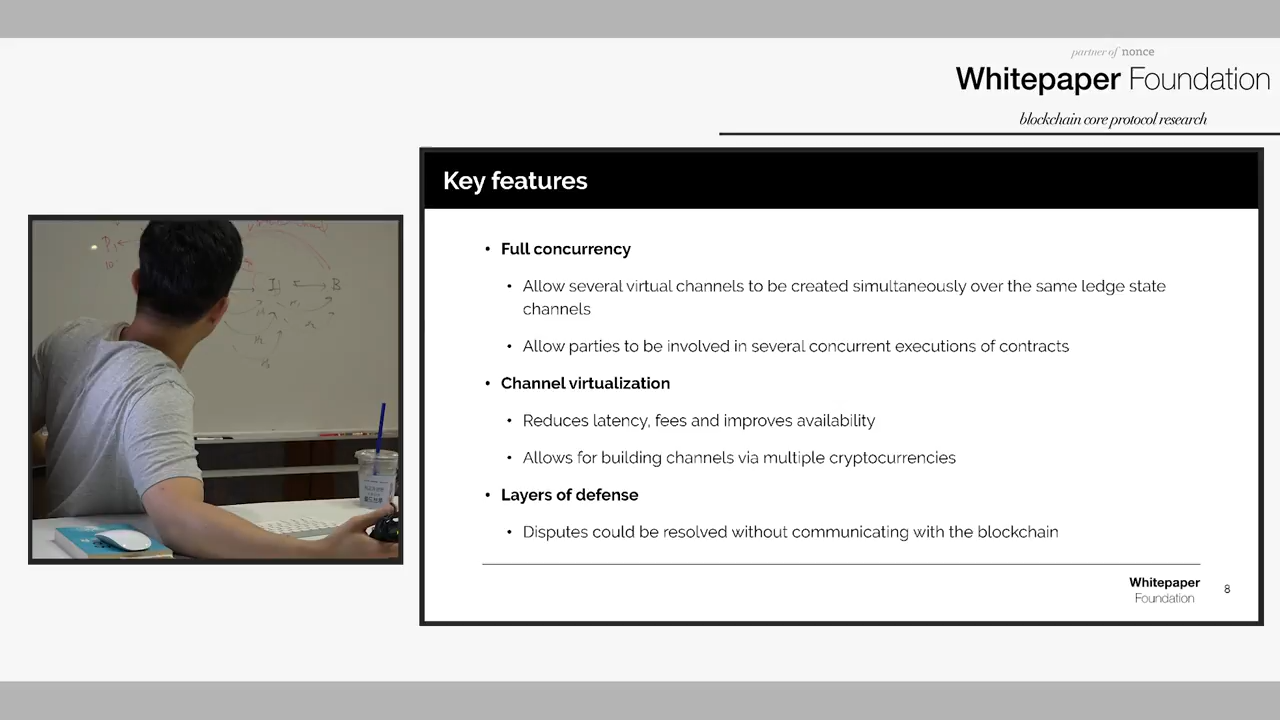 partner of nonce
Whitepaper Foundation
blockchain core protocol research
Key features
• Full concurrency
• Allow several virtual channels to be created simultaneously over the same ledge state
channels
• Allow parties to be involved in several concurrent executions of contracts
• Channel virtualization
• Reduces latency, fees and improves availability
• Allows for building channels via multiple cryptocurrencies
• Layers of defense
• Disputes could be resolved without communicating with the blockchain
Whitepaper
Foundation
8
B